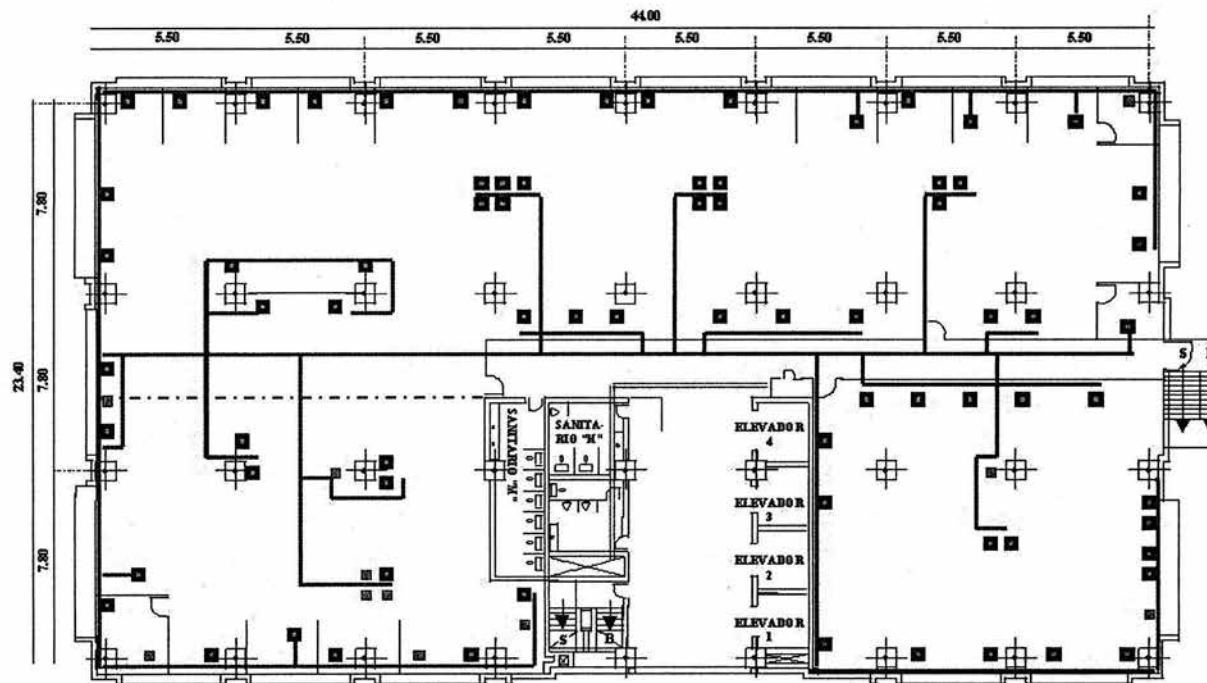 44.00
5.50 5.50 5.50 5.50 5.50 5.50 5.50 5.50
7.80
23.40
7.80
7.80
SANITARIO "M"
SANITA-
RIO "H"
ELEVADOR
4
ELEVADOR
3
ELEVADOR
2
ELEVADOR
1
S
B
S